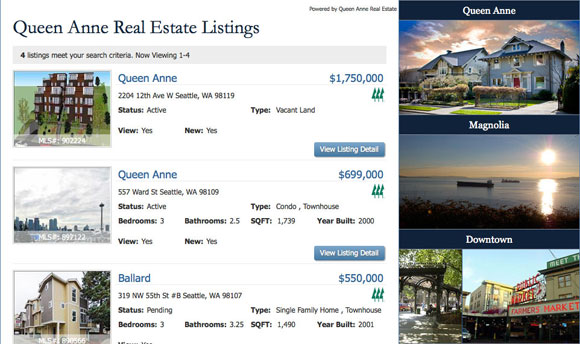 Powered by Queen Anne Real Estate
Queen Anne Real Estate Listings
4 listings meet your search criteria. Now Viewing 1-4
Queen Anne $1,750,000
2204 12th Ave W Seattle, WA 98119
Status: Active Type: Vacant Land
View: Yes New: Yes
MLS#: 902224
View Listing Detail
Queen Anne $699,000
557 Ward St Seattle, WA 98109
Status: Active Type: Condo , Townhouse
Bedrooms: 3 Bathrooms: 2.5 SQFT: 1,739 Year Built: 2000
View: Yes New: Yes
MLS#: 897122
View Listing Detail
Ballard $550,000
319 NW 55th St #B Seattle, WA 98107
Status: Pending Type: Single Family Home , Townhouse
Bedrooms: 3 Bathrooms: 3.25 SQFT: 1,490 Year Built: 2001
View: Yes
MLS#: 890566
Queen Anne
Magnolia
Downtown
MEET THE
PUBLIC
FARMERS MARKET